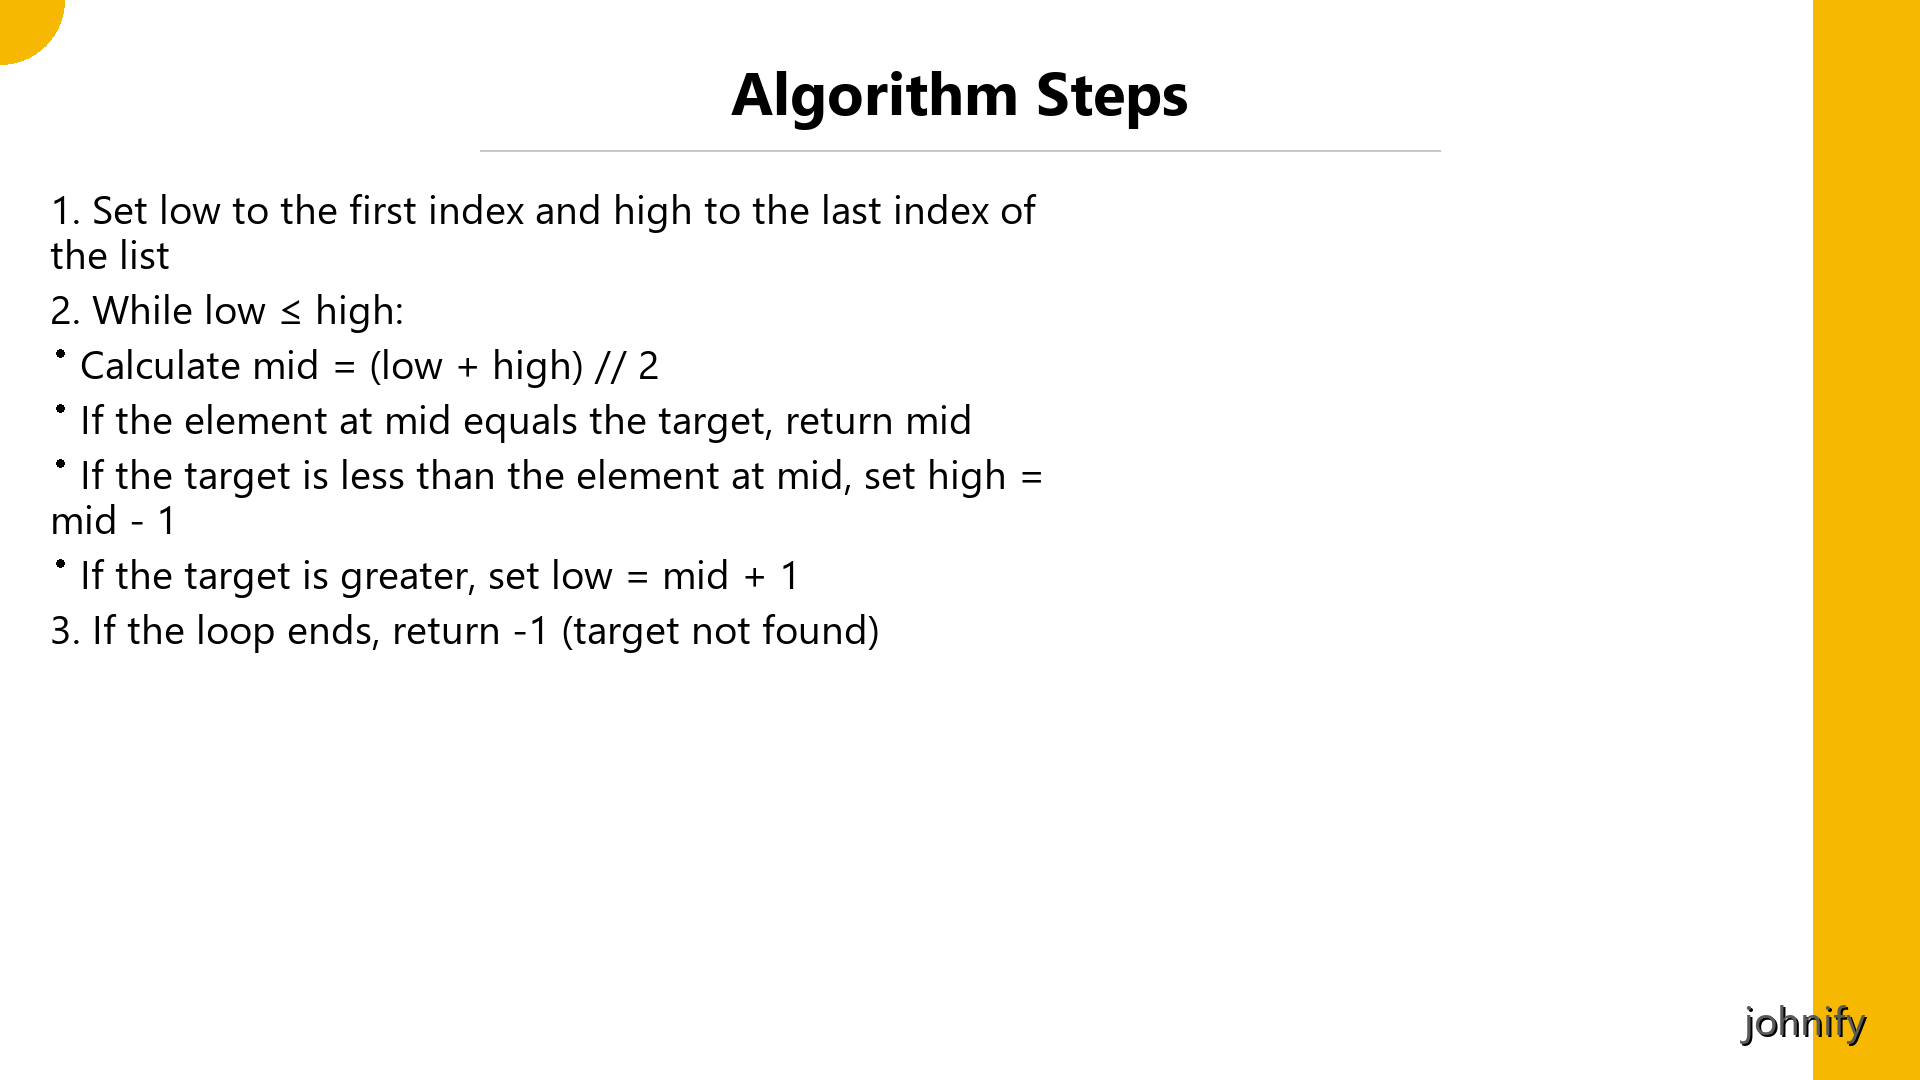 Algorithm Steps
1. Set low to the first index and high to the last index of
the list
2. While low ≤ high:
• Calculate mid = (low + high) // 2
• If the element at mid equals the target, return mid
• If the target is less than the element at mid, set high =
mid - 1
• If the target is greater, set low = mid + 1
3. If the loop ends, return -1 (target not found)
johnify